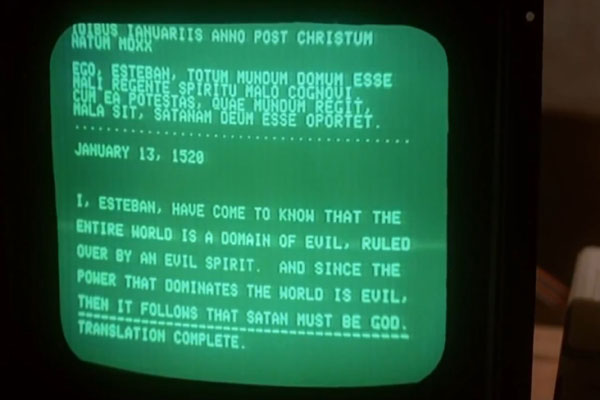 IDIBUS IANUARIIS ANNO POST CHRISTUM
NATUM MDXX
EGO, ESTEBAN, TOTUM MUNDUM DOMUM ESSE
MALI REGENTE SPIRITU MALO COGNOVI
CUM EA POTESTAS, QUAE MUNDUM REGIT,
MALA SIT, SATANAM DEUM ESSE OPORTET.
........................................
JANUARY 13, 1520
I, ESTEBAN, HAVE COME TO KNOW THAT THE
ENTIRE WORLD IS A DOMAIN OF EVIL, RULED
OVER BY AN EVIL SPIRIT. AND SINCE THE
POWER THAT DOMINATES THE WORLD IS EVIL,
THEN IT FOLLOWS THAT SATAN MUST BE GOD.
TRANSLATION COMPLETE.